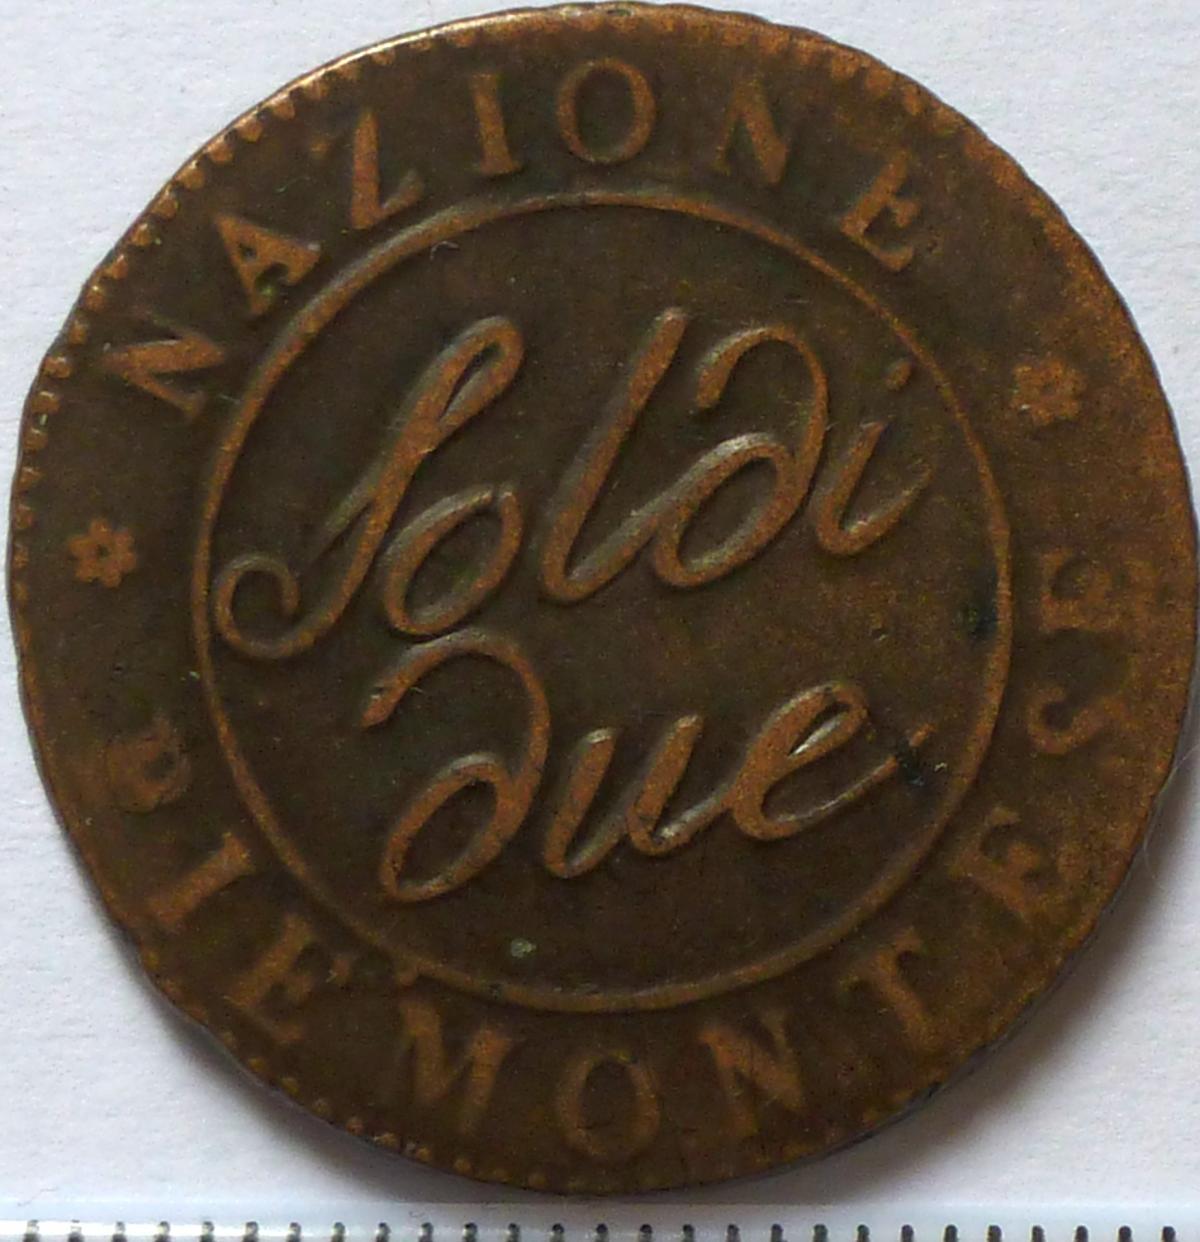 NAZIONE
Soldi
due
PIEMONTESE